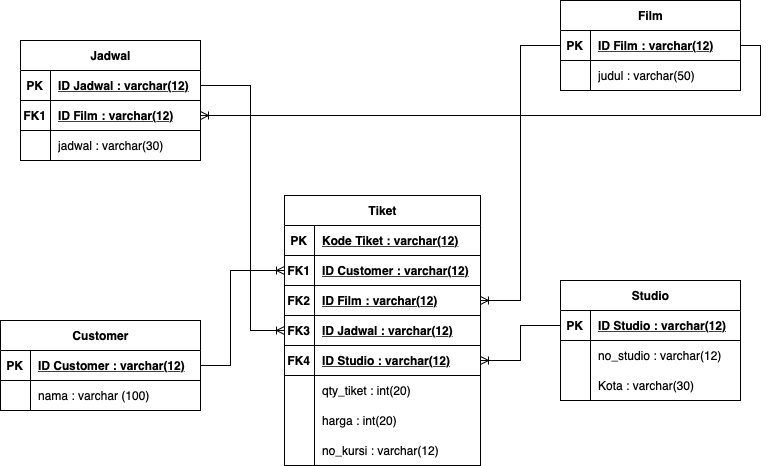 Film
PK ID Film : varchar(12)
judul : varchar(50)
Jadwal
PK ID Jadwal : varchar(12)
FK1 ID Film : varchar(12)
jadwal : varchar(30)
Tiket
PK Kode Tiket : varchar(12)
FK1 ID Customer : varchar(12)
FK2 ID Film : varchar(12)
FK3 ID Jadwal : varchar(12)
FK4 ID Studio : varchar(12)
qty_tiket : int(20)
harga : int(20)
no_kursi : varchar(12)
Studio
PK ID Studio : varchar(12)
no_studio : varchar(12)
Kota : varchar(30)
Customer
PK ID Customer : varchar(12)
nama : varchar (100)